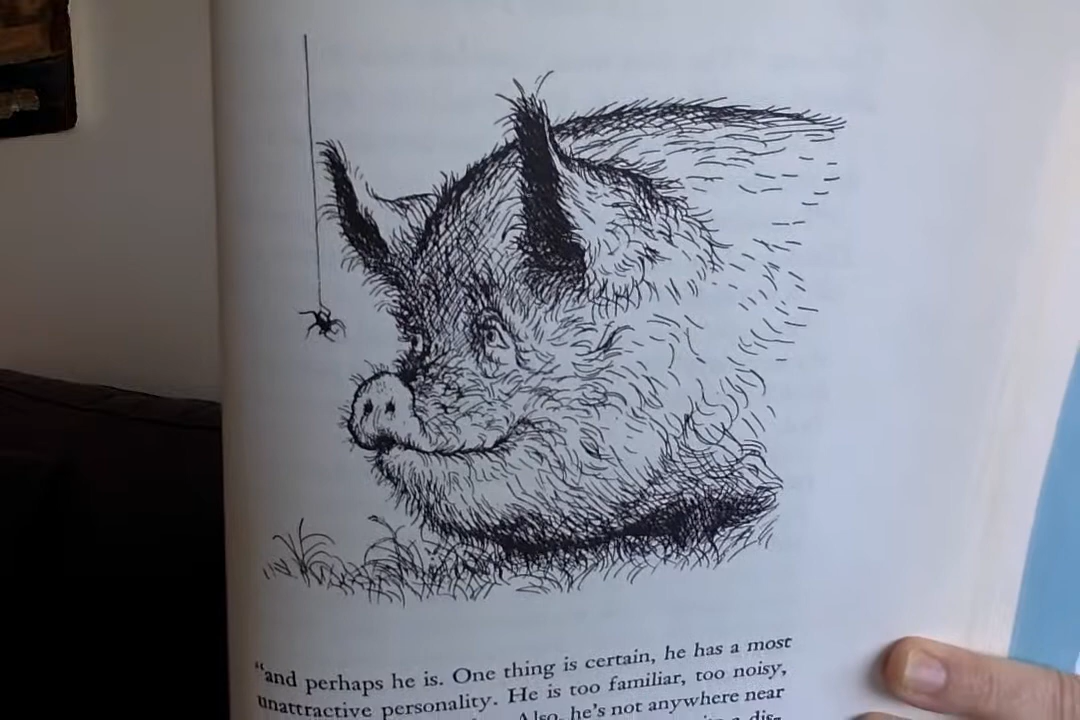 "and perhaps he is. One thing is certain, he has a most
unattractive personality. He is too familiar, too noisy,
Also, he's not anywhere near
a dis-